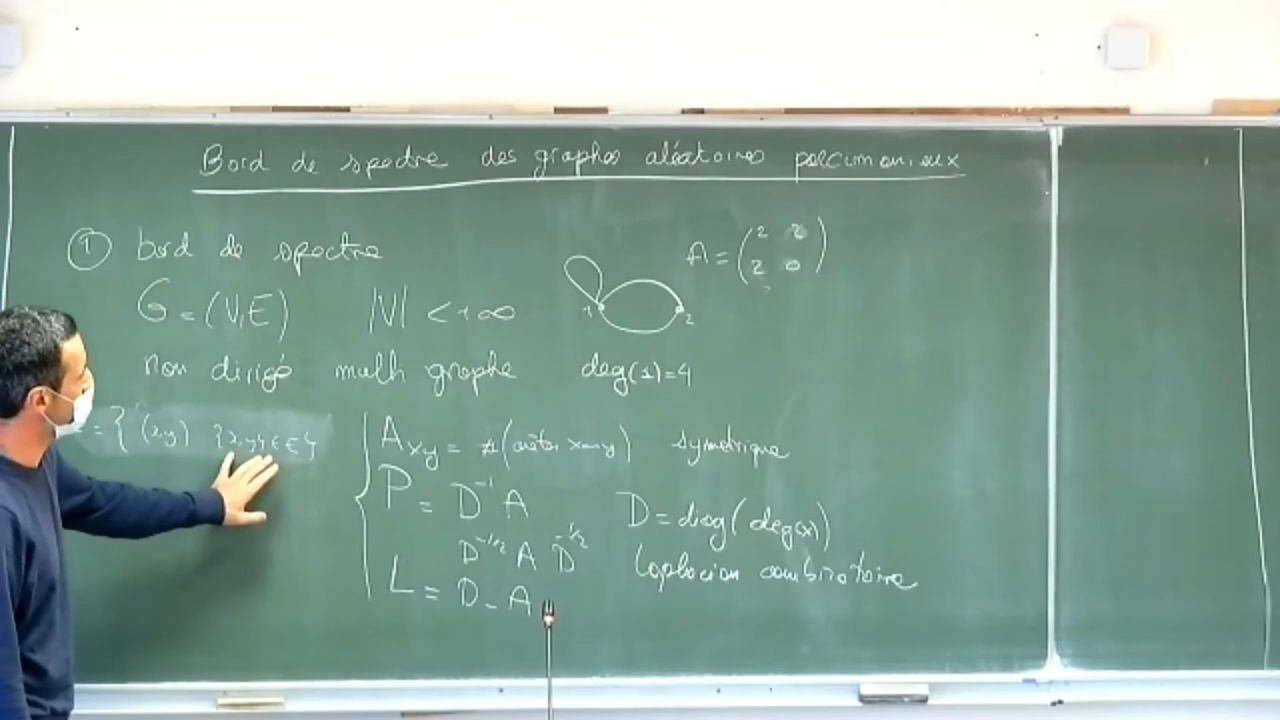 Bord de spectre des graphes aléatoires parcimonieux
① bord de spectre
A = (2 2
2 0)
G = (V, E) |V| < +∞
1 2
non dirigé multi graphe deg(1)=4
= { (x,y) {x,y} ∈ E }
A_xy = #(arêtes x—y) symétrique
P = D^-1 A D = diag(deg(x))
D^-1/2 A D^-1/2
L = D - A laplacien combinatoire